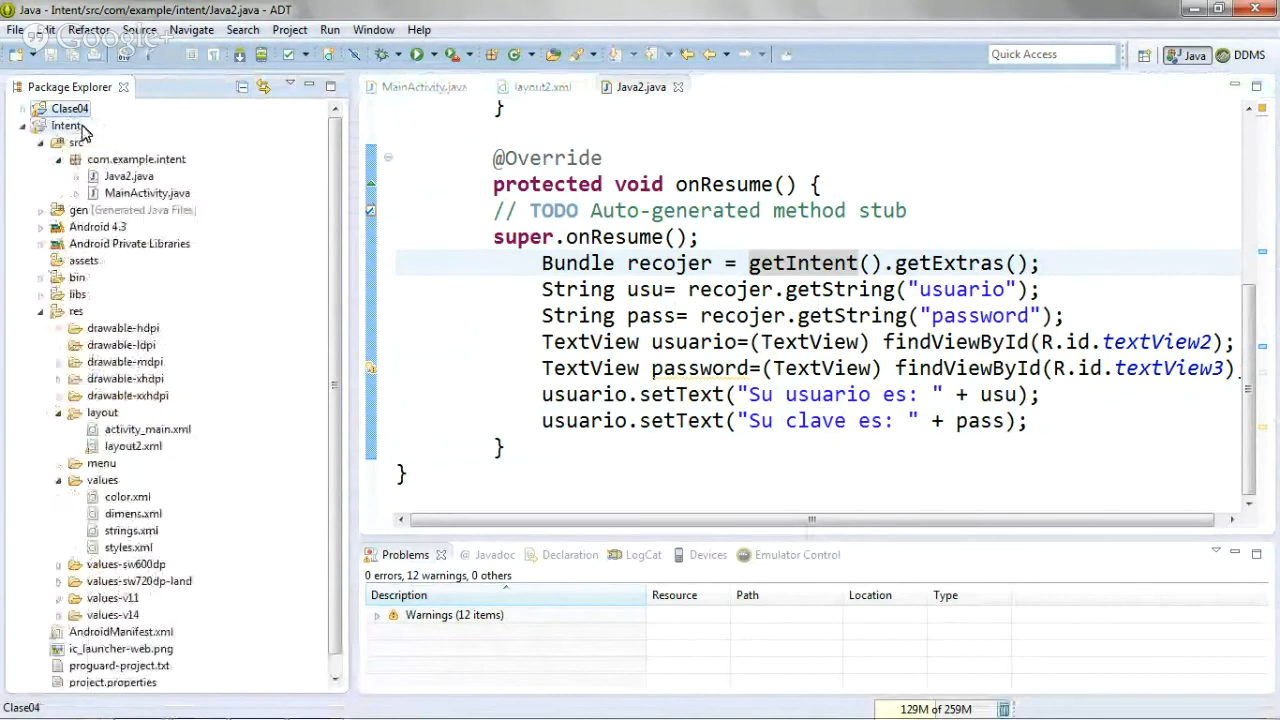 Java - Intent/src/com/example/intent/Java2.java - ADT
File Edit Refactor Source Navigate Search Project Run Window Help
Google+
Quick Access
Java
DDMS
Package Explorer
MainActivity.java
layout2.xml
Java2.java
Clase04
Intent
src
com.example.intent
Java2.java
MainActivity.java
gen [Generated Java Files]
Android 4.3
Android Private Libraries
assets
bin
libs
res
drawable-hdpi
drawable-ldpi
drawable-mdpi
drawable-xhdpi
drawable-xxhdpi
layout
activity_main.xml
layout2.xml
menu
values
color.xml
dimens.xml
strings.xml
styles.xml
values-sw600dp
values-sw720dp-land
values-v11
values-v14
AndroidManifest.xml
ic_launcher-web.png
proguard-project.txt
project.properties
}
@Override
protected void onResume() {
// TODO Auto-generated method stub
super.onResume();
Bundle recojer = getIntent().getExtras();
String usu= recojer.getString("usuario");
String pass= recojer.getString("password");
TextView usuario=(TextView) findViewById(R.id.textView2);
TextView password=(TextView) findViewById(R.id.textView3)
usuario.setText("Su usuario es: " + usu);
usuario.setText("Su clave es: " + pass);
}
}
Problems
@ Javadoc
Declaration
LogCat
Devices
Emulator Control
0 errors, 12 warnings, 0 others
Description
Resource
Path
Location
Type
Warnings (12 items)
Clase04
129M of 259M